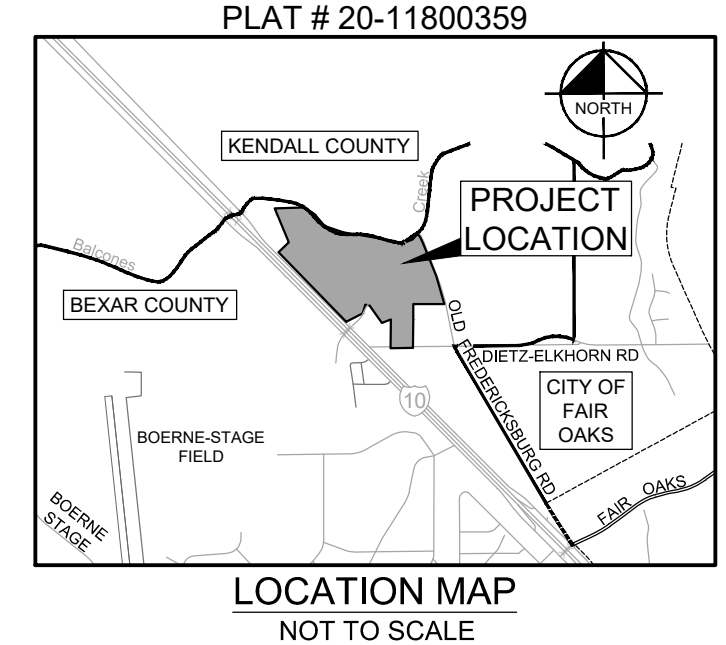 PLAT # 20-11800359
NORTH
KENDALL COUNTY
Creek
PROJECT
LOCATION
Balcones
BEXAR COUNTY
OLD FREDERICKSBURG RD
DIETZ-ELKHORN RD
CITY OF
FAIR
OAKS
10
BOERNE-STAGE
FIELD
BOERNE
STAGE
FAIR OAKS
LOCATION MAP
NOT TO SCALE